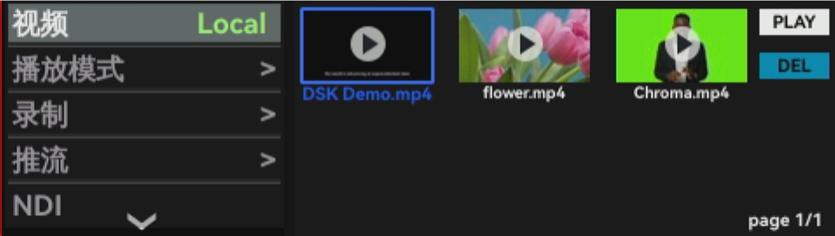 视频 Local
播放模式 >
录制 >
推流 >
NDI
DSK Demo.mp4
flower.mp4
Chroma.mp4
PLAY
DEL
page 1/1